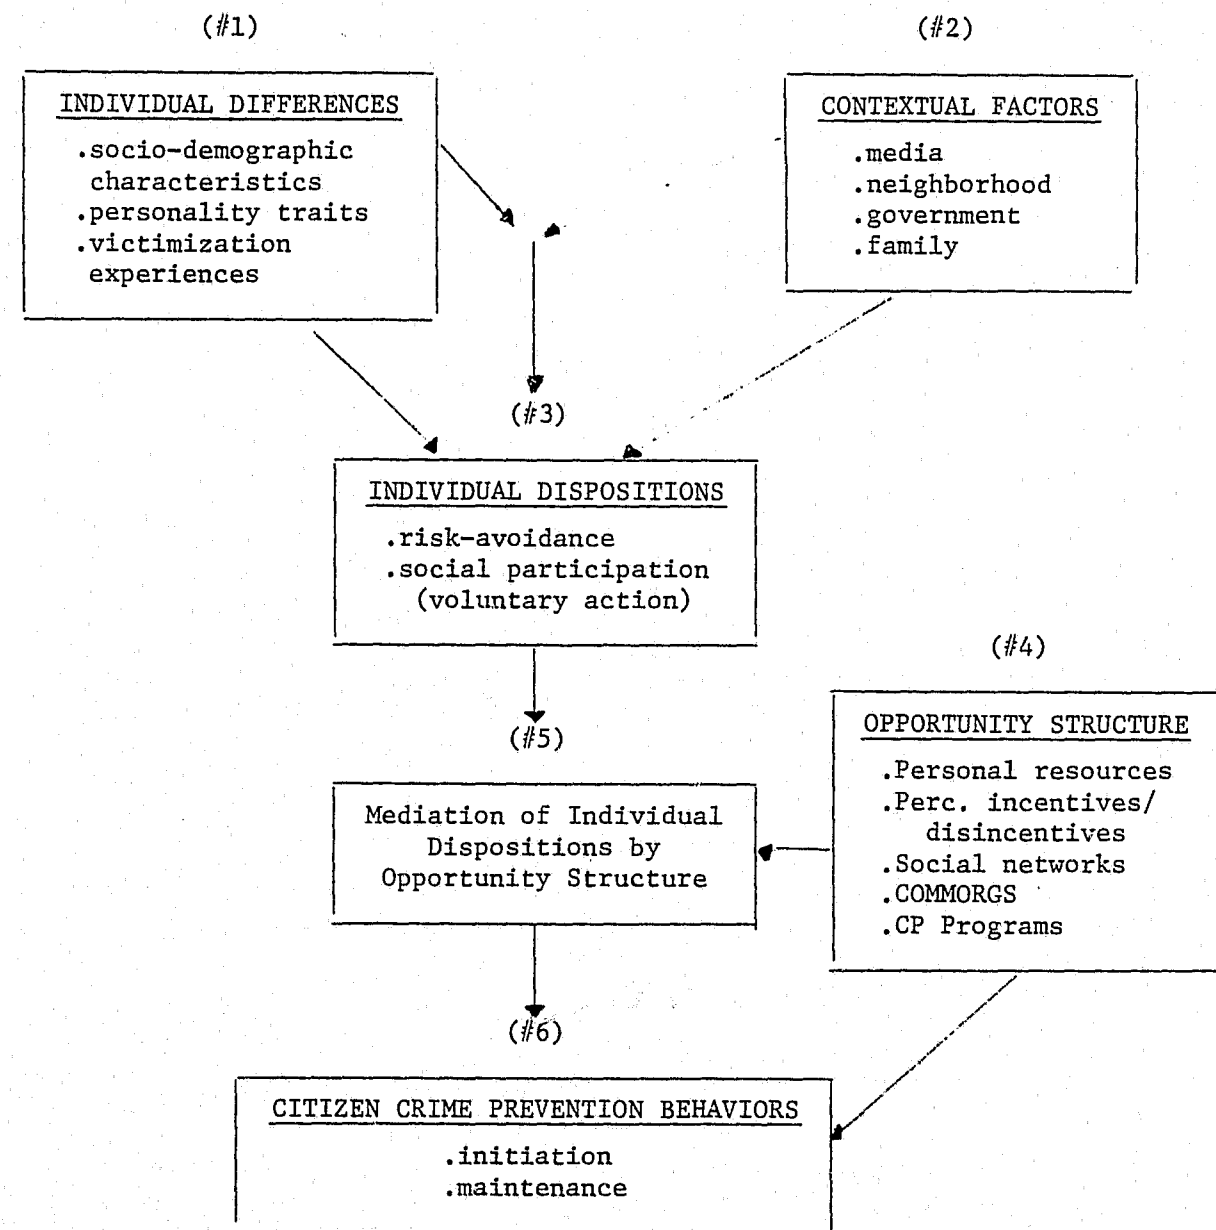 (#1)
(#2)
INDIVIDUAL DIFFERENCES
.socio-demographic
characteristics
.personality traits
.victimization
experiences
CONTEXTUAL FACTORS
.media
.neighborhood
.government
.family
(#3)
INDIVIDUAL DISPOSITIONS
.risk-avoidance
.social participation
(voluntary action)
(#4)
OPPORTUNITY STRUCTURE
.Personal resources
.Perc. incentives/
disincentives
.Social networks
.COMMORGS
.CP Programs
(#5)
Mediation of Individual
Dispositions by
Opportunity Structure
(#6)
CITIZEN CRIME PREVENTION BEHAVIORS
.initiation
.maintenance